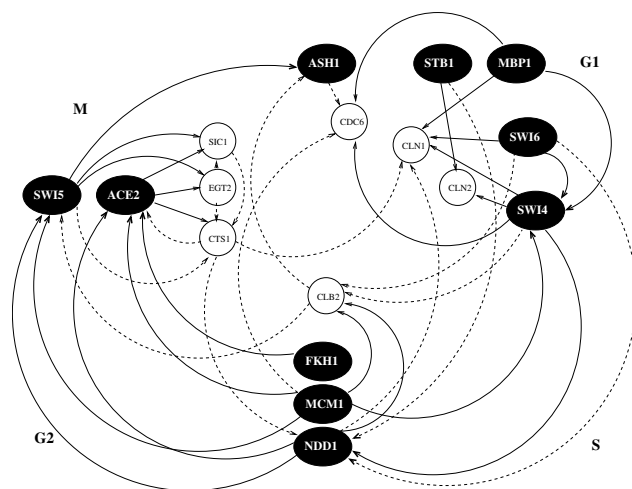 ASH1
STB1
MBP1
G1
M
CDC6
SIC1
CLN1
SWI6
EGT2
CLN2
SWI5
ACE2
SWI4
CTS1
CLB2
FKH1
MCM1
G2
NDD1
S